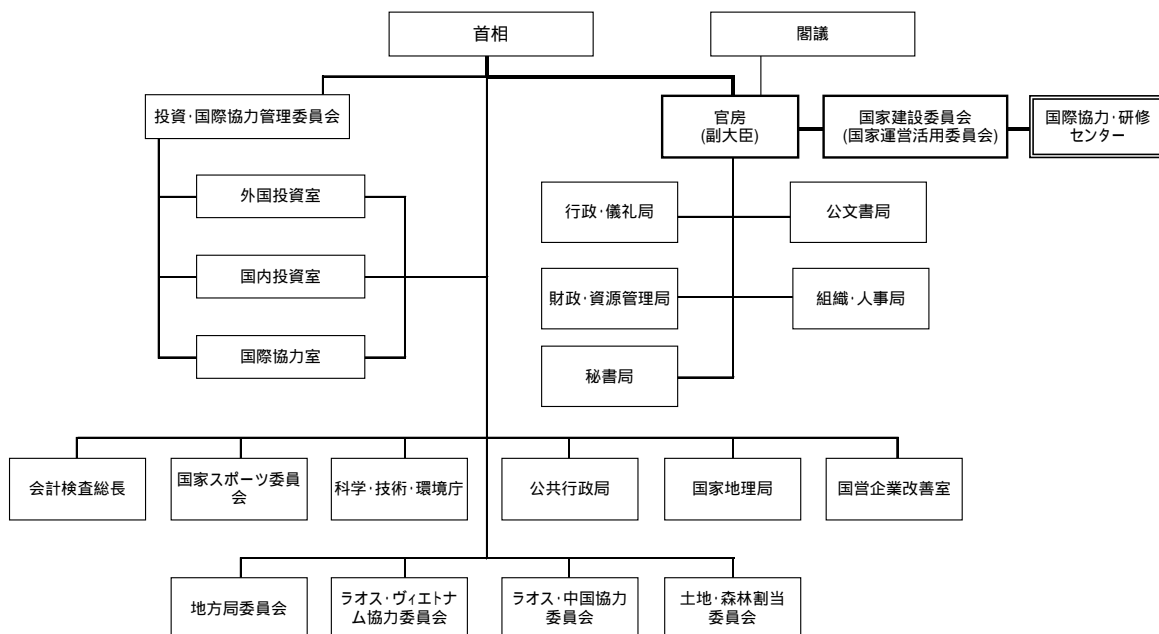 首相
閣議
投資・国際協力管理委員会
官房
(副大臣)
国家建設委員会
(国家運営活用委員会)
国際協力・研修
センター
外国投資室
行政・儀礼局
公文書局
国内投資室
財政・資源管理局
組織・人事局
国際協力室
秘書局
会計検査総長
国家スポーツ委員
会
科学・技術・環境庁
公共行政局
国家地理局
国営企業改善室
地方局委員会
ラオス・ヴィエトナ
ム協力委員会
ラオス・中国協力
委員会
土地・森林割当
委員会